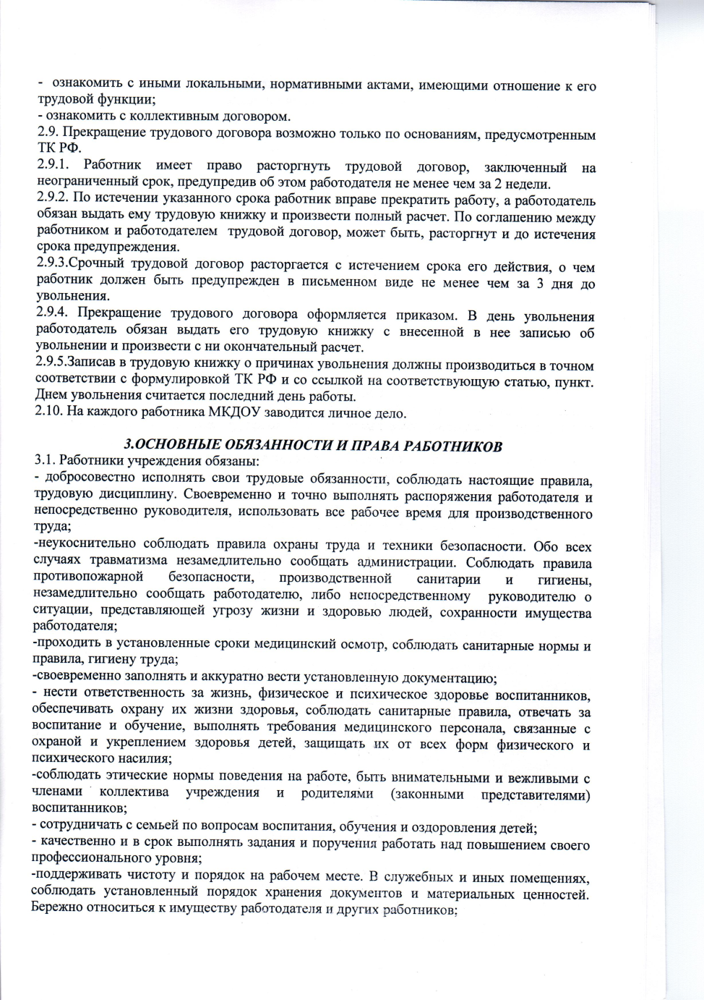 - ознакомить с иными локальными, нормативными актами, имеющими отношение к его
трудовой функции;
- ознакомить с коллективным договором.
2.9. Прекращение трудового договора возможно только по основаниям, предусмотренным
ТК РФ.
2.9.1. Работник имеет право расторгнуть трудовой договор, заключенный на
неограниченный срок, предупредив об этом работодателя не менее чем за 2 недели.
2.9.2. По истечении указанного срока работник вправе прекратить работу, а работодатель
обязан выдать ему трудовую книжку и произвести полный расчет. По соглашению между
работником и работодателем трудовой договор, может быть, расторгнут и до истечения
срока предупреждения.
2.9.3.Срочный трудовой договор расторгается с истечением срока его действия, о чем
работник должен быть предупрежден в письменном виде не менее чем за 3 дня до
увольнения.
2.9.4. Прекращение трудового договора оформляется приказом. В день увольнения
работодатель обязан выдать его трудовую книжку с внесенной в нее записью об
увольнении и произвести с ни окончательный расчет.
2.9.5.Записав в трудовую книжку о причинах увольнения должны производиться в точном
соответствии с формулировкой ТК РФ и со ссылкой на соответствующую статью, пункт.
Днем увольнения считается последний день работы.
2.10. На каждого работника МКДОУ заводится личное дело.
3.ОСНОВНЫЕ ОБЯЗАННОСТИ И ПРАВА РАБОТНИКОВ
3.1. Работники учреждения обязаны:
- добросовестно исполнять свои трудовые обязанности, соблюдать настоящие правила,
трудовую дисциплину. Своевременно и точно выполнять распоряжения работодателя и
непосредственно руководителя, использовать все рабочее время для производственного
труда;
-неукоснительно соблюдать правила охраны труда и техники безопасности. Обо всех
случаях травматизма незамедлительно сообщать администрации. Соблюдать правила
противопожарной безопасности, производственной санитарии и гигиены,
незамедлительно сообщать работодателю, либо непосредственному руководителю о
ситуации, представляющей угрозу жизни и здоровью людей, сохранности имущества
работодателя;
-проходить в установленные сроки медицинский осмотр, соблюдать санитарные нормы и
правила, гигиену труда;
-своевременно заполнять и аккуратно вести установленную документацию;
- нести ответственность за жизнь, физическое и психическое здоровье воспитанников,
обеспечивать охрану их жизни здоровья, соблюдать санитарные правила, отвечать за
воспитание и обучение, выполнять требования медицинского персонала, связанные с
охраной и укреплением здоровья детей, защищать их от всех форм физического и
психического насилия;
-соблюдать этические нормы поведения на работе, быть внимательными и вежливыми с
членами коллектива учреждения и родителями (законными представителями)
воспитанников;
- сотрудничать с семьей по вопросам воспитания, обучения и оздоровления детей;
- качественно и в срок выполнять задания и поручения работать над повышением своего
профессионального уровня;
-поддерживать чистоту и порядок на рабочем месте. В служебных и иных помещениях,
соблюдать установленный порядок хранения документов и материальных ценностей.
Бережно относиться к имуществу работодателя и других работников;